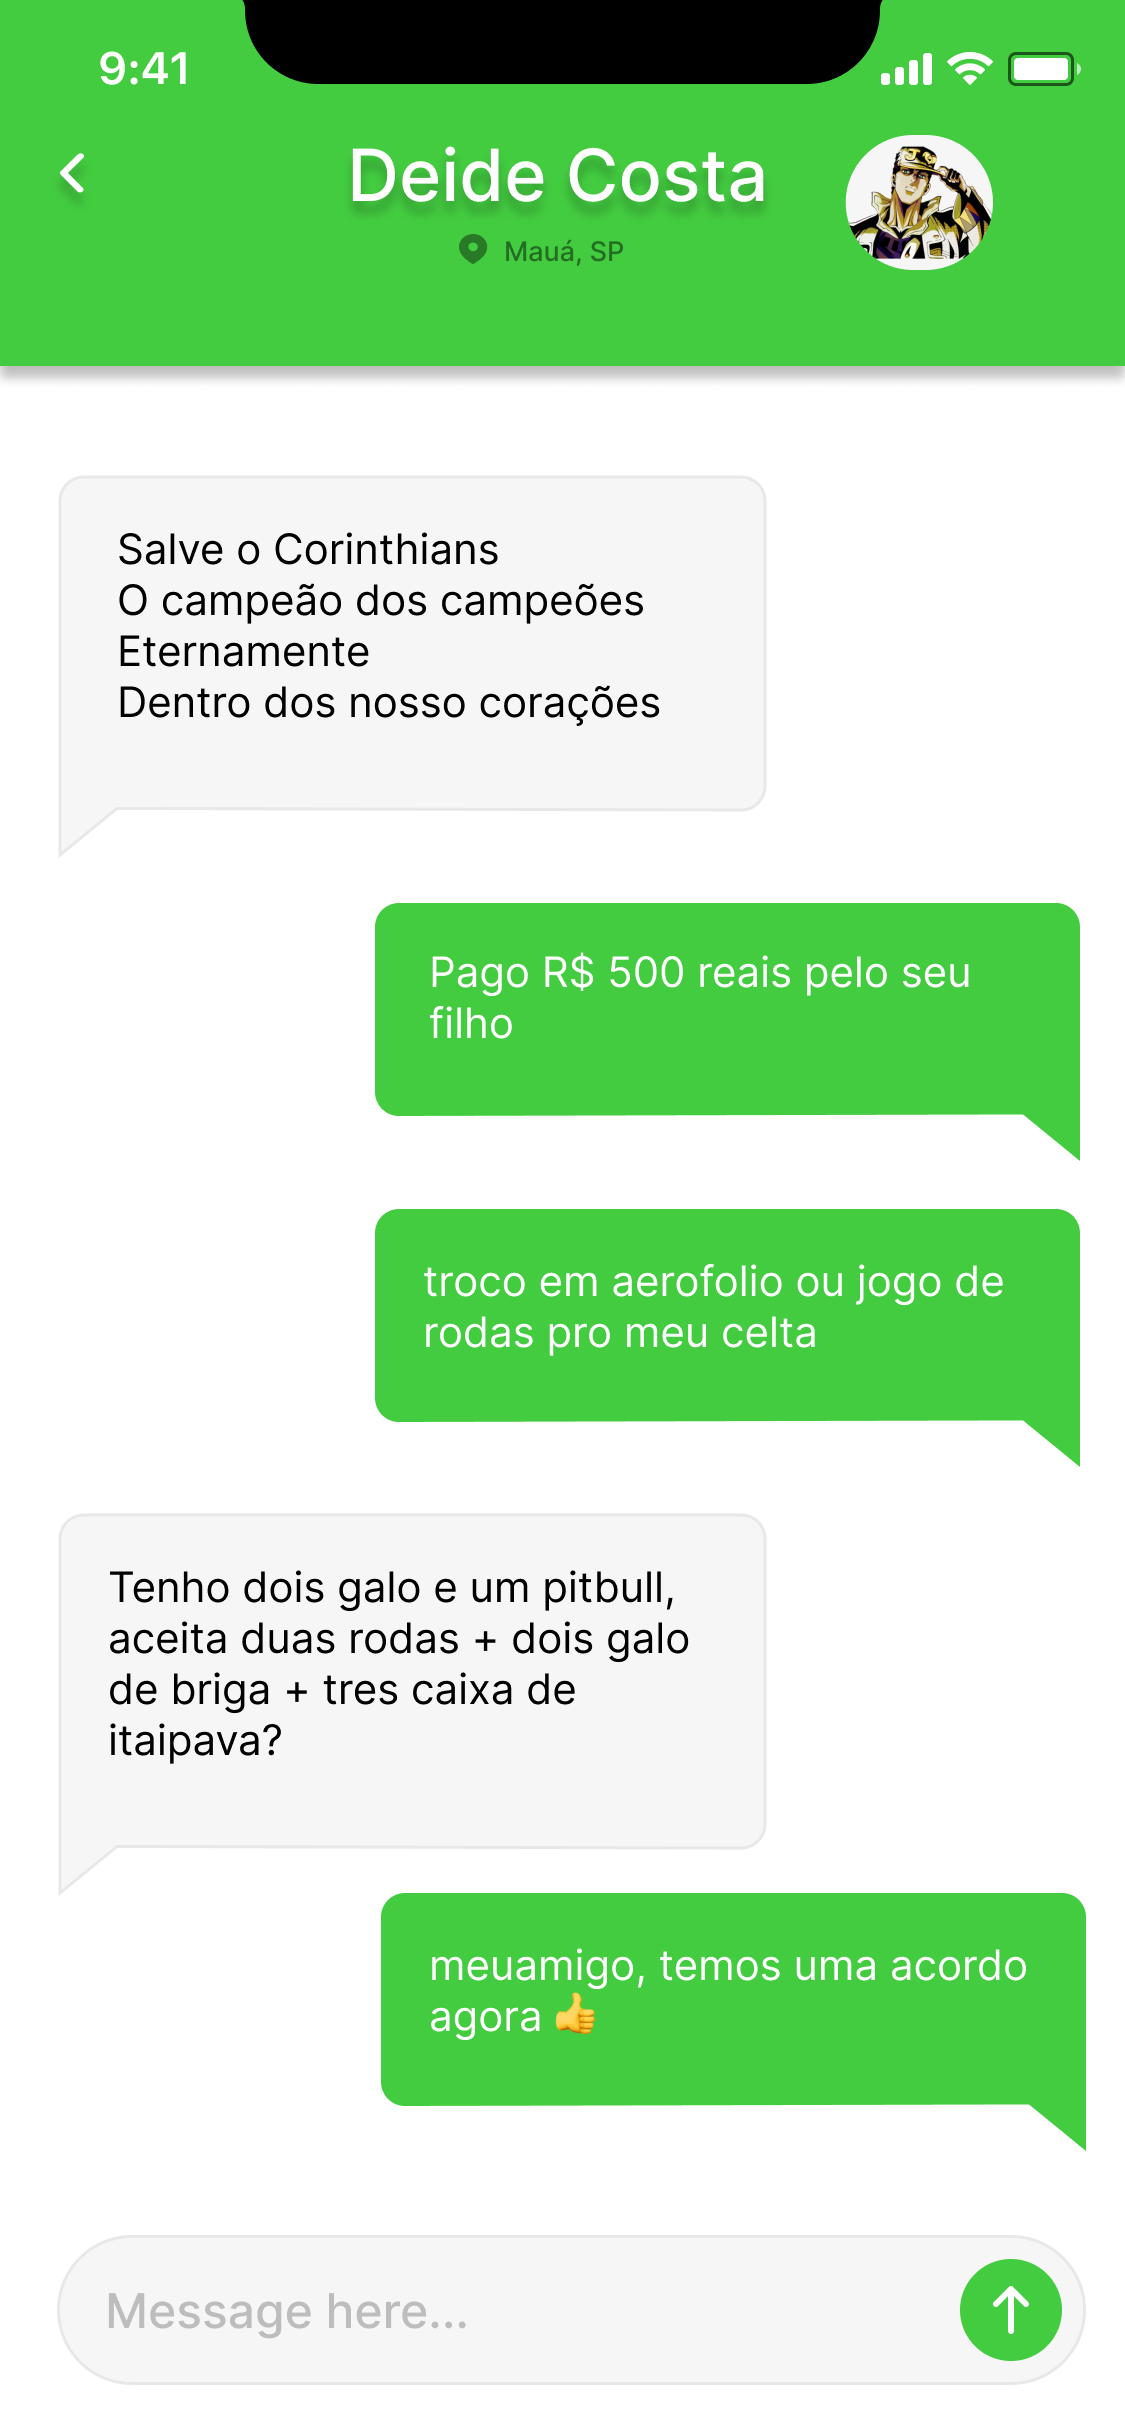 9:41
Deide Costa
Mauá, SP
Salve o Corinthians
O campeão dos campeões
Eternamente
Dentro dos nosso corações
Pago R$ 500 reais pelo seu
filho
troco em aerofolio ou jogo de
rodas pro meu celta
Tenho dois galo e um pitbull,
aceita duas rodas + dois galo
de briga + tres caixa de
itaipava?
meuamigo, temos uma acordo
agora 👍
Message here...